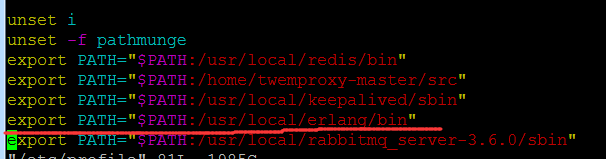 unset i
unset -f pathmunge
export PATH="$PATH:/usr/local/redis/bin"
export PATH="$PATH:/home/twemproxy-master/src"
export PATH="$PATH:/usr/local/keepalived/sbin"
export PATH="$PATH:/usr/local/erlang/bin"
export PATH="$PATH:/usr/local/rabbitmq_server-3.6.0/sbin"
"/etc/profile" 81L, 1985C